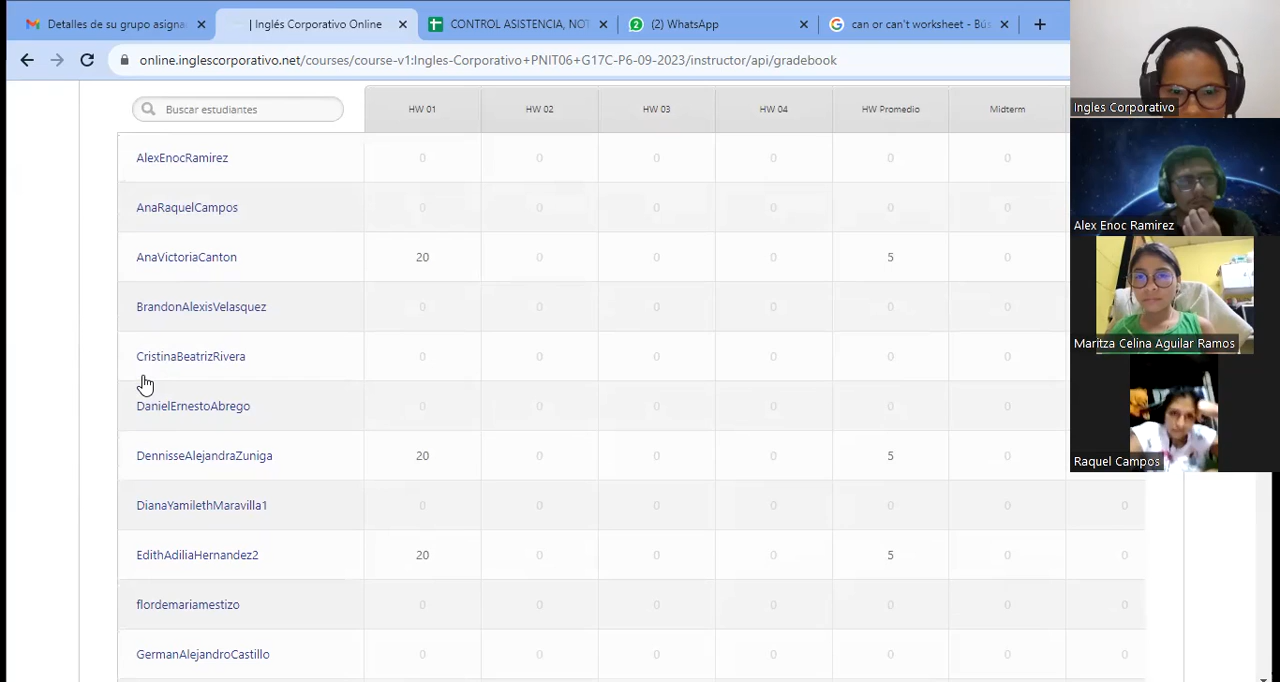 Detalles de su grupo asigna
| Inglés Corporativo Online
CONTROL ASISTENCIA, NOT
(2) WhatsApp
can or can't worksheet - Bús
online.inglescorporativo.net/courses/course-v1:Ingles-Corporativo+PNIT06+G17C-P6-09-2023/instructor/api/gradebook
Buscar estudiantes HW 01 HW 02 HW 03 HW 04 HW Promedio Midterm
AlexEnocRamirez 0 0 0 0 0 0
AnaRaquelCampos 0 0 0 0 0 0
AnaVictoriaCanton 20 0 0 0 5 0
BrandonAlexisVelasquez 0 0 0 0 0 0
CristinaBeatrizRivera 0 0 0 0 0 0
DanielErnestoAbrego 0 0 0 0 0 0
DennisseAlejandraZuniga 20 0 0 0 5 0
DianaYamilethMaravilla1 0 0 0 0 0 0 0
EdithAdiliaHernandez2 20 0 0 0 5 0 0
flordemariamestizo 0 0 0 0 0 0 0
GermanAlejandroCastillo 0 0 0 0 0 0 0
Ingles Corporativo
Alex Enoc Ramirez
Maritza Celina Aguilar Ramos
Raquel Campos